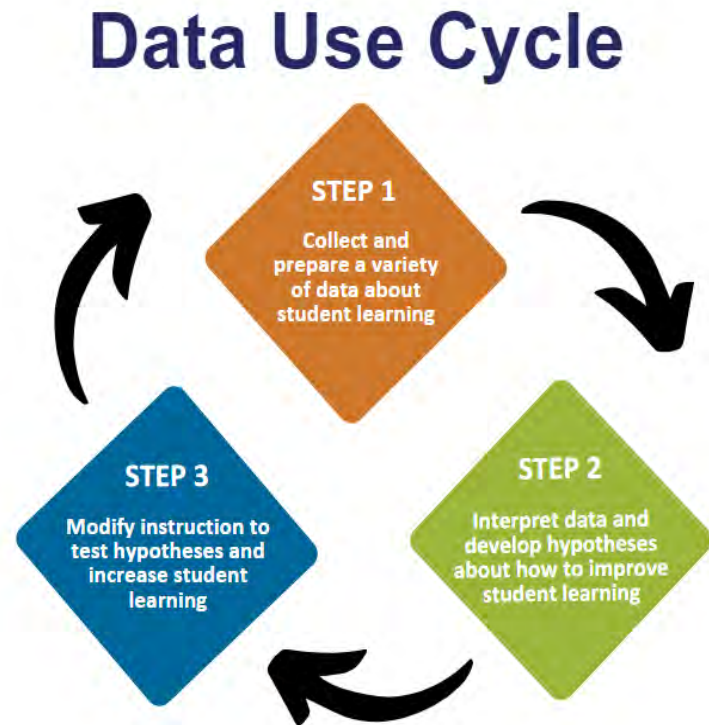 Data Use Cycle
STEP 1
Collect and
prepare a variety
of data about
student learning
STEP 2
Interpret data and
develop hypotheses
about how to improve
student learning
STEP 3
Modify instruction to
test hypotheses and
increase student
learning